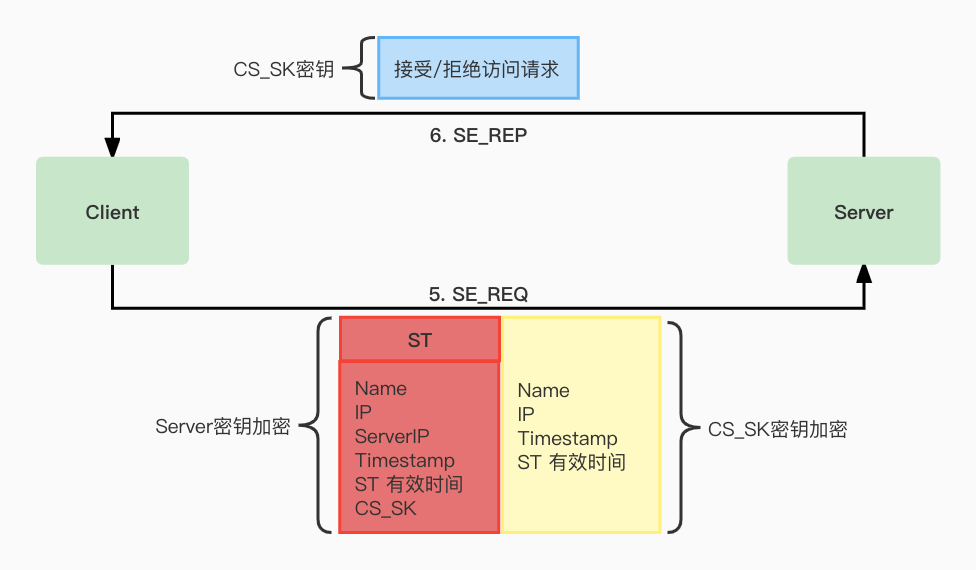 CS_SK密钥
接受/拒绝访问请求
6. SE_REP
Client
Server
5. SE_REQ
ST
Server密钥加密
Name
IP
ServerIP
Timestamp
ST 有效时间
CS_SK
Name
IP
Timestamp
ST 有效时间
CS_SK密钥加密